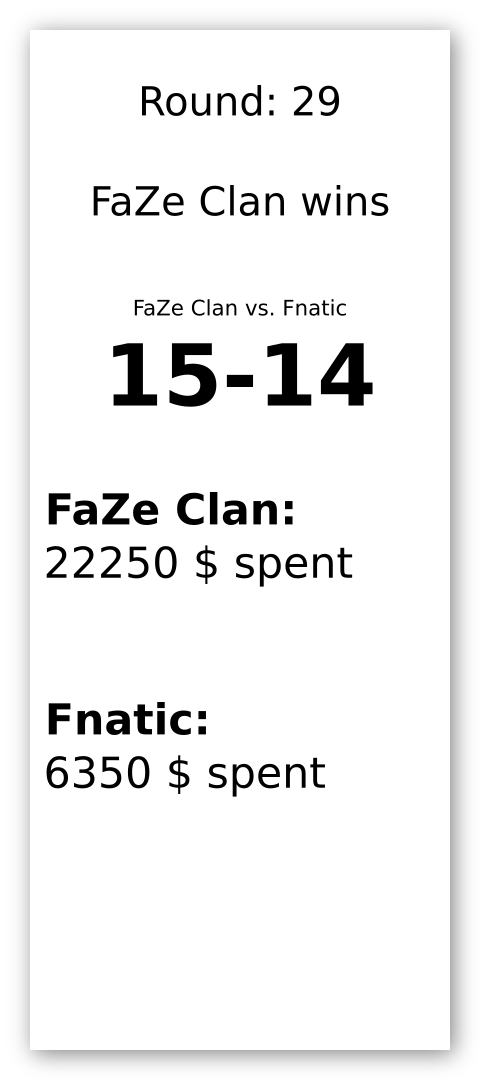 Round: 29
FaZe Clan wins
FaZe Clan vs. Fnatic
15-14
FaZe Clan:
22250 $ spent
Fnatic:
6350 $ spent